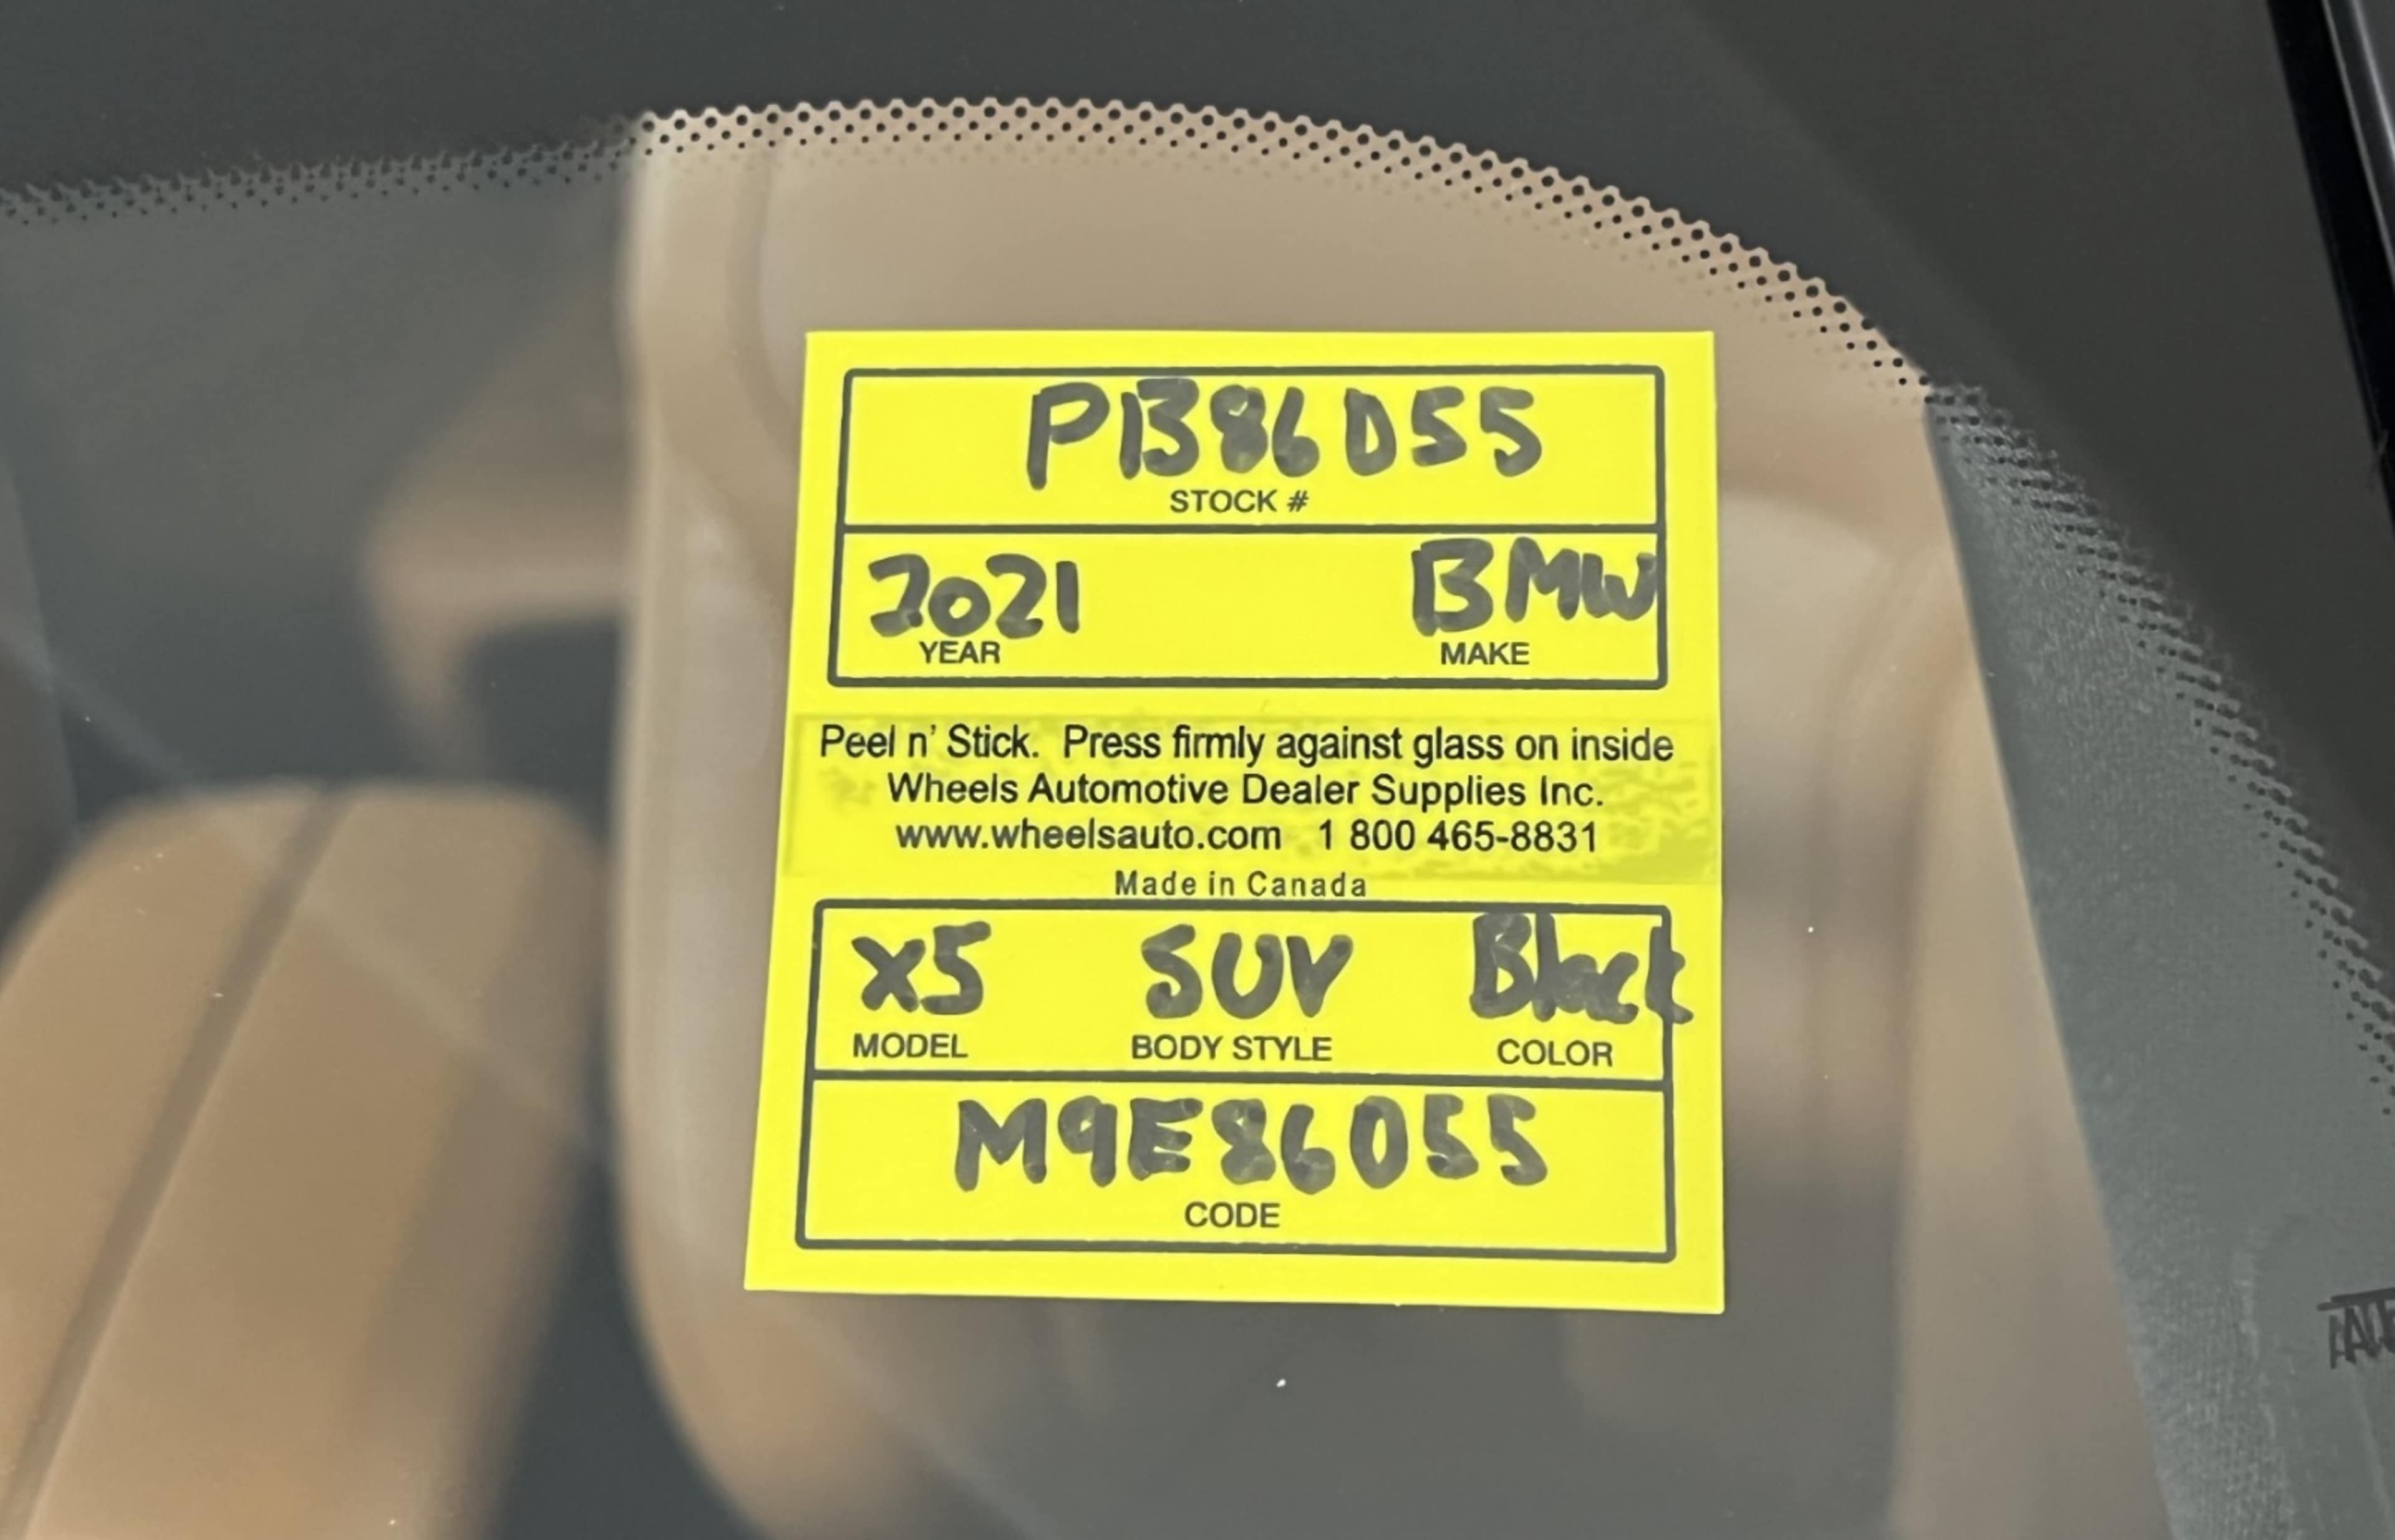 PB86055
STOCK #
2021 BMW
YEAR MAKE
Peel n' Stick. Press firmly against glass on inside
Wheels Automotive Dealer Supplies Inc.
www.wheelsauto.com 1 800 465-8831
Made in Canada
X5 SUV Black
MODEL BODY STYLE COLOR
M9E86055
CODE